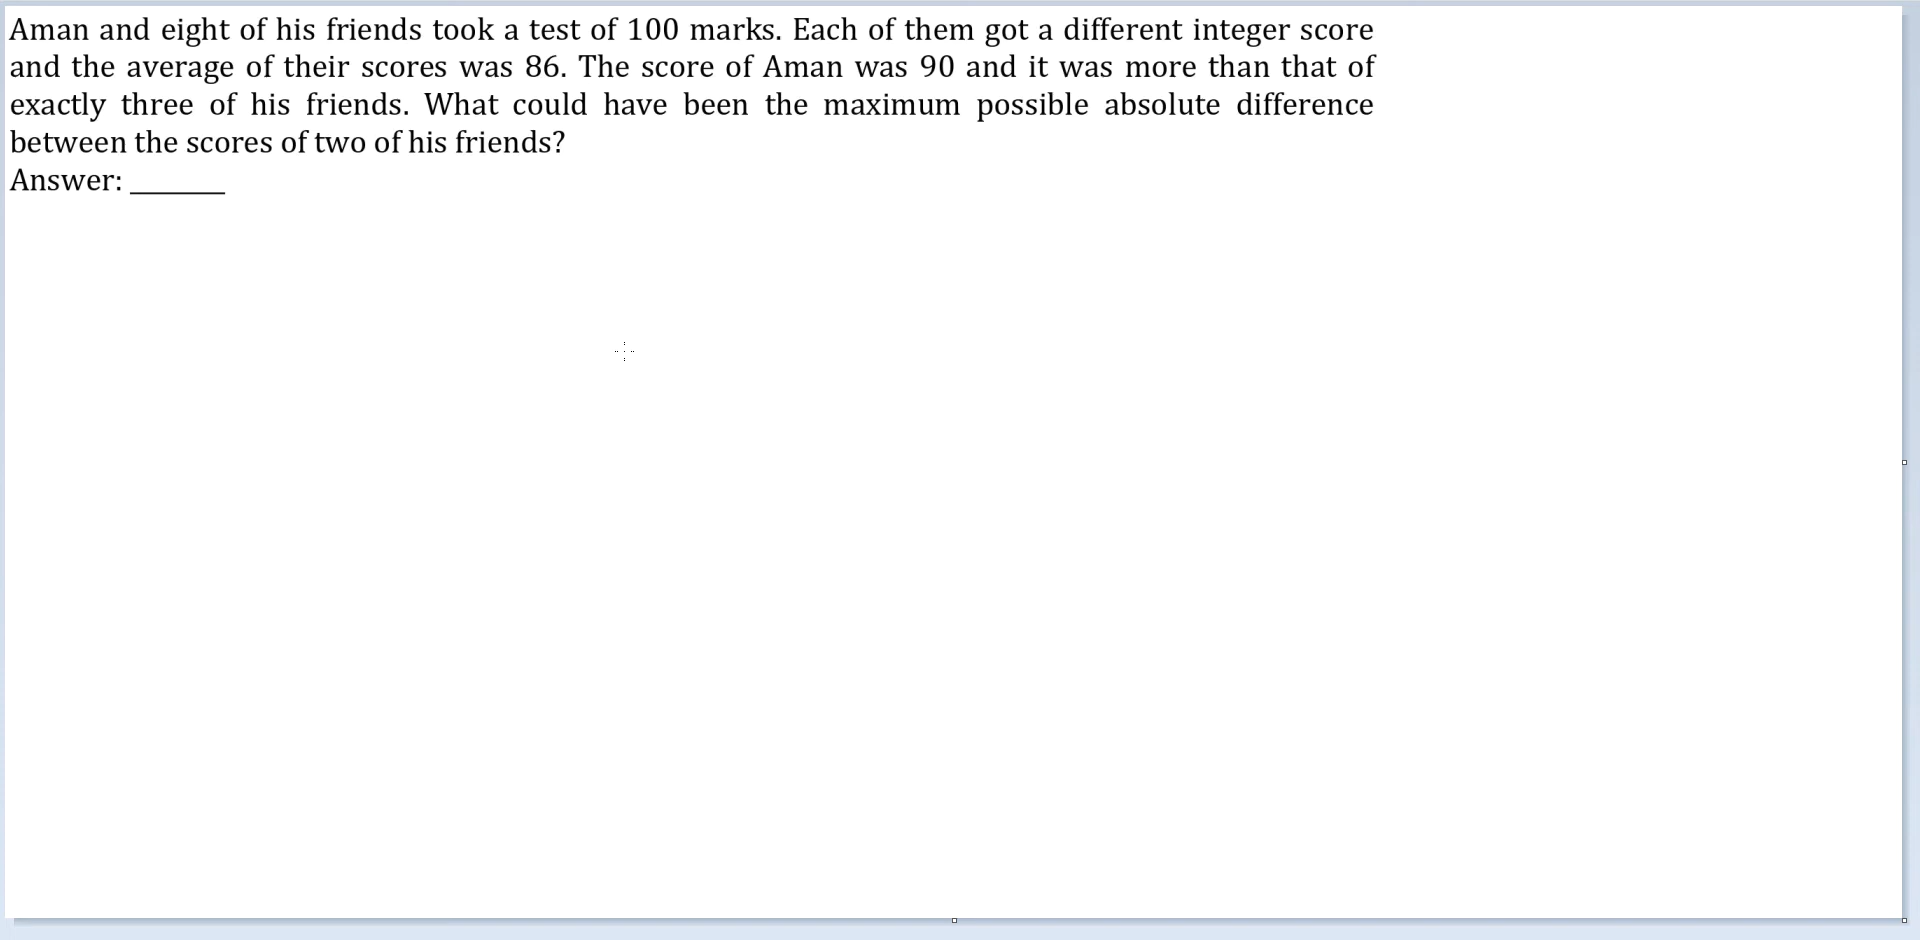 Aman and eight of his friends took a test of 100 marks. Each of them got a different integer score
and the average of their scores was 86. The score of Aman was 90 and it was more than that of
exactly three of his friends. What could have been the maximum possible absolute difference
between the scores of two of his friends?
Answer: _______